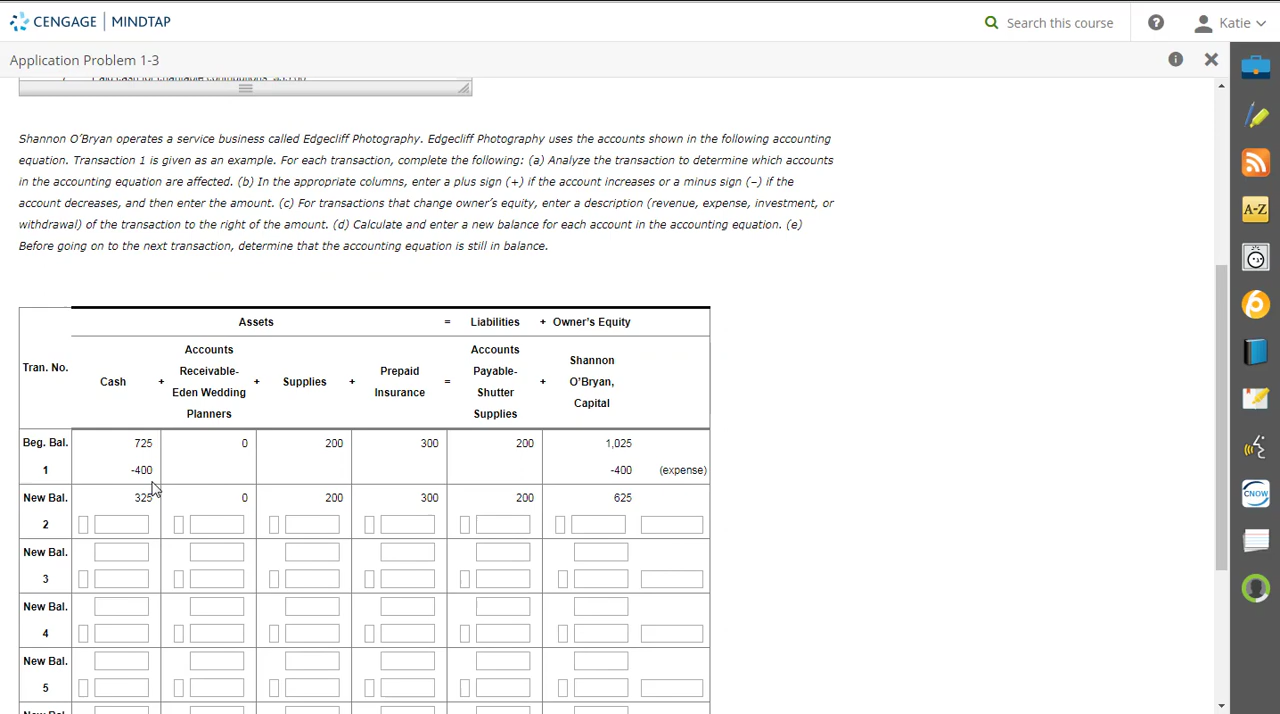 CENGAGE | MINDTAP
Search this course
Katie
Application Problem 1-3
Shannon O'Bryan operates a service business called Edgecliff Photography. Edgecliff Photography uses the accounts shown in the following accounting
equation. Transaction 1 is given as an example. For each transaction, complete the following: (a) Analyze the transaction to determine which accounts
in the accounting equation are affected. (b) In the appropriate columns, enter a plus sign (+) if the account increases or a minus sign (–) if the
account decreases, and then enter the amount. (c) For transactions that change owner's equity, enter a description (revenue, expense, investment, or
withdrawal) of the transaction to the right of the amount. (d) Calculate and enter a new balance for each account in the accounting equation. (e)
Before going on to the next transaction, determine that the accounting equation is still in balance.
Assets = Liabilities + Owner's Equity
Tran. No.
Cash
+
Accounts
Receivable-
Eden Wedding
Planners
+
Supplies
+
Prepaid
Insurance
=
Accounts
Payable-
Shutter
Supplies
+
Shannon
O'Bryan,
Capital
Beg. Bal. 725 0 200 300 200 1,025
1 -400 -400 (expense)
New Bal. 325 0 200 300 200 625
2
New Bal.
3
New Bal.
4
New Bal.
5
New Bal.
A-Z
CNOW